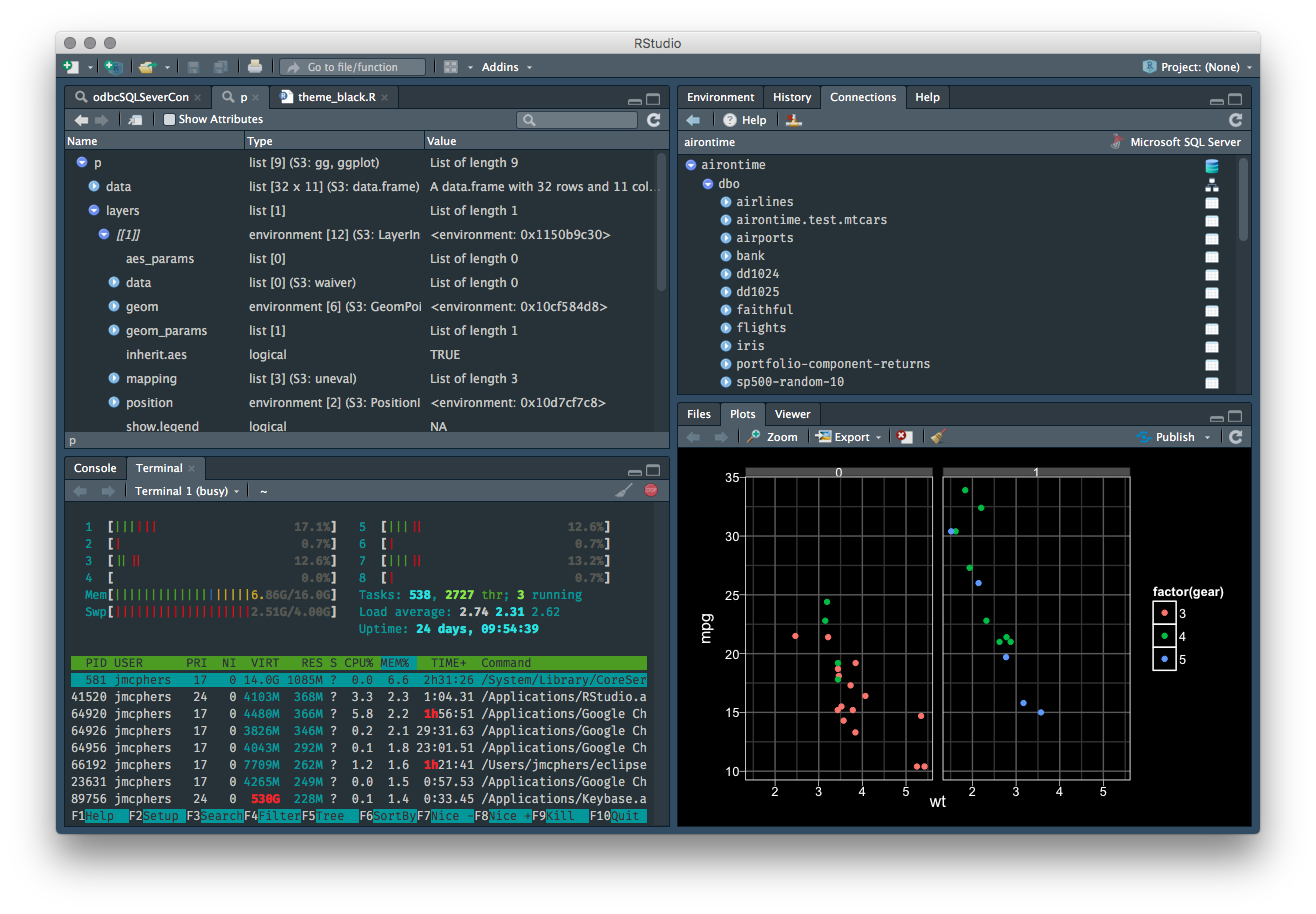 RStudio
Go to file/function Addins Project: (None)
odbcSQLSeverCon p theme_black.R
Show Attributes
Name Type Value
p list [9] (S3: gg, ggplot) List of length 9
data list [32 x 11] (S3: data.frame) A data.frame with 32 rows and 11 col...
layers list [1] List of length 1
[[1]] environment [12] (S3: LayerIn <environment: 0x1150b9c30>
aes_params list [0] List of length 0
data list [0] (S3: waiver) List of length 0
geom environment [6] (S3: GeomPoi <environment: 0x10cf584d8>
geom_params list [1] List of length 1
inherit.aes logical TRUE
mapping list [3] (S3: uneval) List of length 3
position environment [2] (S3: PositionI <environment: 0x10d7cf7c8>
show.legend logical NA
p
Console Terminal
Terminal 1 (busy) ~
1 [|||||||| 17.1%] 5 [|||||| 12.6%]
2 [| 0.7%] 6 [| 0.7%]
3 [|||| 12.6%] 7 [|||||| 13.2%]
4 [ 0.0%] 8 [| 0.7%]
Mem[||||||||||||||||||||6.86G/16.0G] Tasks: 538, 2727 thr; 3 running
Swp[||||||||||||||||||||2.51G/4.00G] Load average: 2.74 2.31 2.62
Uptime: 24 days, 09:54:39
PID USER PRI NI VIRT RES S CPU% MEM% TIME+ Command
581 jmcphers 17 0 14.0G 1085M ? 0.0 6.6 2h31:26 /System/Library/CoreSer
41520 jmcphers 24 0 4103M 368M ? 3.3 2.3 1:04.31 /Applications/RStudio.a
64920 jmcphers 17 0 4480M 366M ? 5.8 2.2 1h56:51 /Applications/Google Ch
64926 jmcphers 17 0 3826M 346M ? 0.2 2.1 29:31.63 /Applications/Google Ch
64956 jmcphers 17 0 4043M 292M ? 0.1 1.8 23:01.51 /Applications/Google Ch
66192 jmcphers 17 0 7709M 262M ? 1.2 1.6 1h21:41 /Users/jmcphers/eclipse
23631 jmcphers 17 0 4265M 249M ? 0.0 1.5 0:57.53 /Applications/Google Ch
89756 jmcphers 24 0 530G 228M ? 0.1 1.4 0:33.45 /Applications/Keybase.a
F1Help F2Setup F3SearchF4FilterF5Tree F6SortByF7Nice -F8Nice +F9Kill F10Quit
Environment History Connections Help
Help
airontime Microsoft SQL Server
airontime
dbo
airlines
airontime.test.mtcars
airports
bank
dd1024
dd1025
faithful
flights
iris
portfolio-component-returns
sp500-random-10
Files Plots Viewer
Zoom Export Publish
0 1
35
30
25
20
15
10
mpg
2 3 4 5 2 3 4 5
wt
factor(gear)
3
4
5